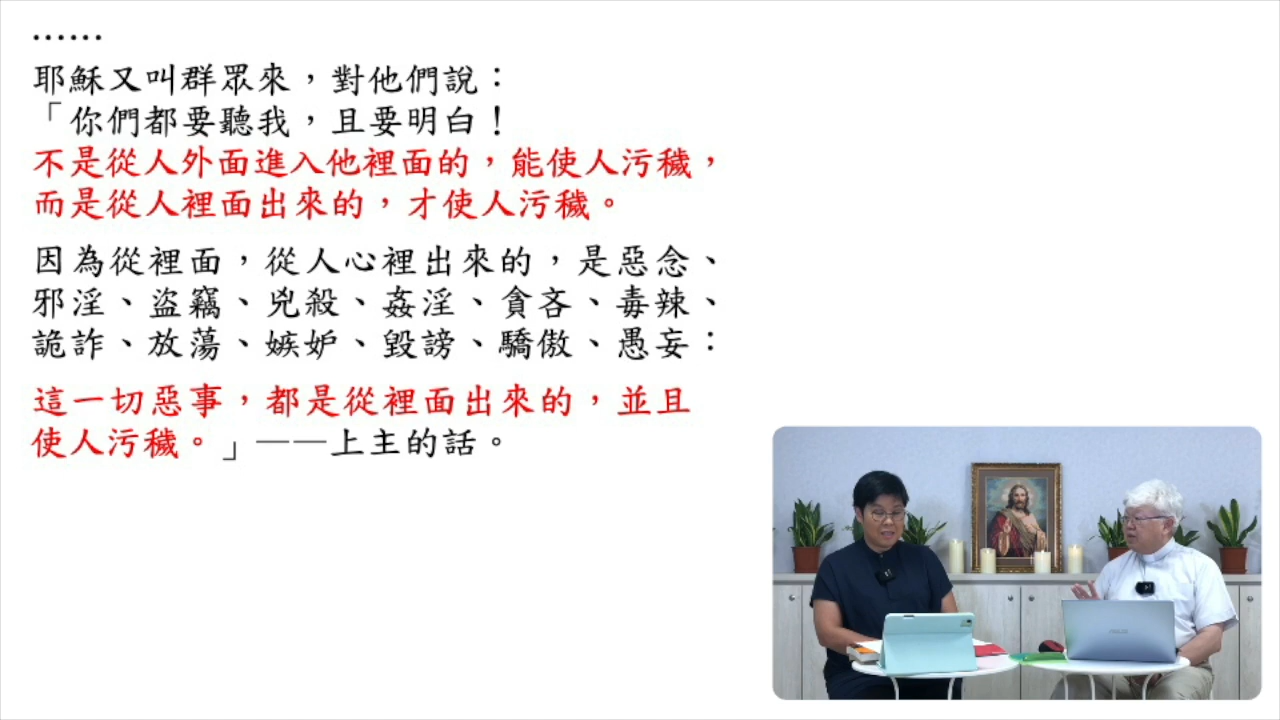 ......
耶穌又叫群眾來，對他們說：
「你們都要聽我，且要明白！
不是從人外面進入他裡面的，能使人污穢，
而是從人裡面出來的，才使人污穢。
因為從裡面，從人心裡出來的，是惡念、
邪淫、盜竊、兇殺、姦淫、貪吝、毒辣、
詭詐、放蕩、嫉妒、毀謗、驕傲、愚妄：
這一切惡事，都是從裡面出來的，並且
使人污穢。」——上主的話。
ASUS